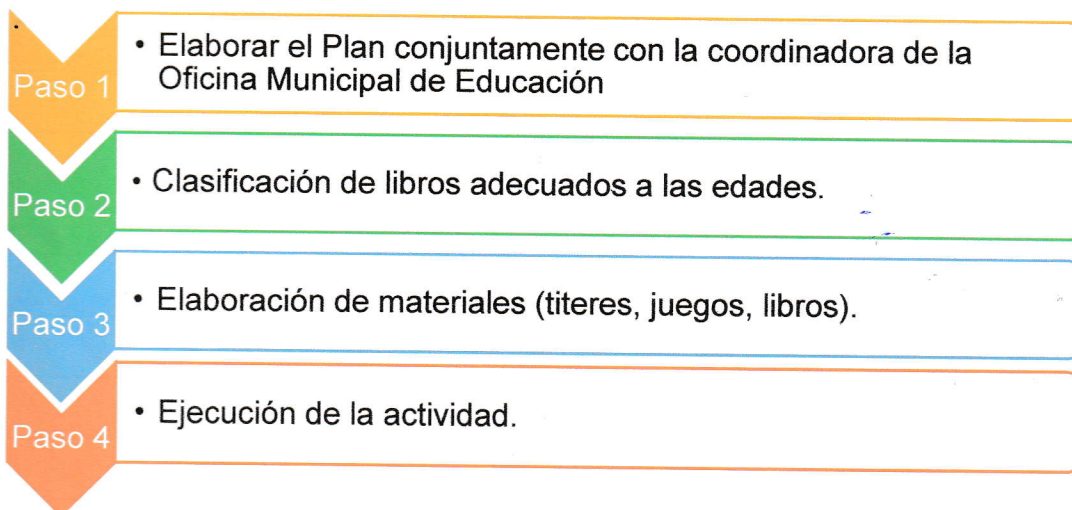 Paso 1
• Elaborar el Plan conjuntamente con la coordinadora de la
Oficina Municipal de Educación
Paso 2
• Clasificación de libros adecuados a las edades.
Paso 3
• Elaboración de materiales (titeres, juegos, libros).
Paso 4
• Ejecución de la actividad.